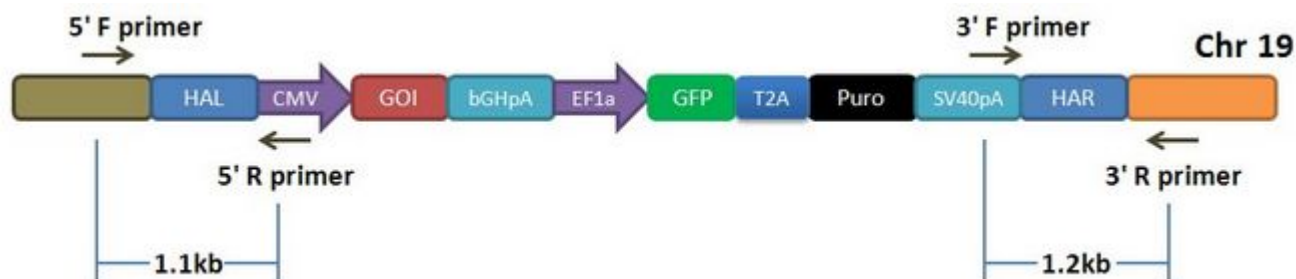 5' F primer
3' F primer
Chr 19
HAL CMV GOI bGHpA EF1a GFP T2A Puro SV40pA HAR
5' R primer
3' R primer
1.1kb
1.2kb